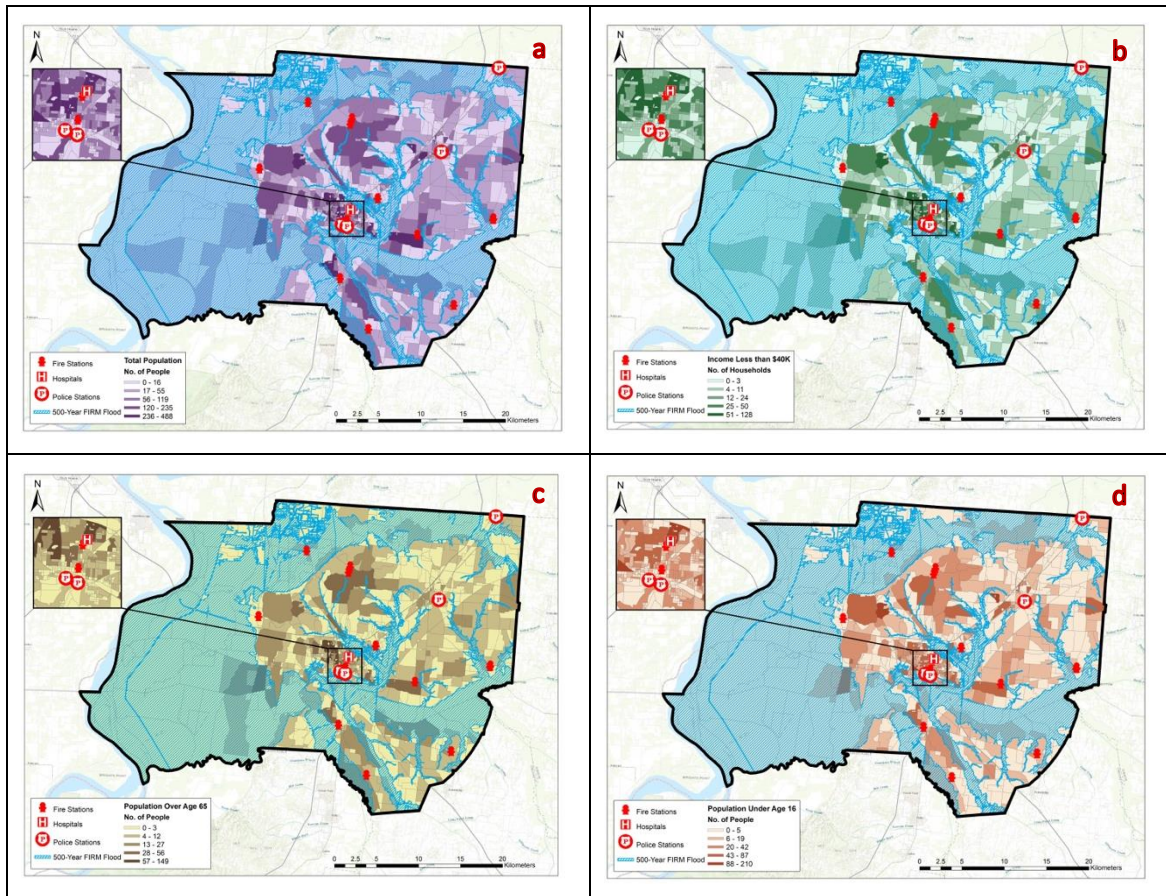 a
N
H
P
P
P
P
H
P
Fire Stations
Hospitals
Police Stations
500-Year FIRM Flood
Total Population
No. of People
0 - 16
17 - 55
56 - 119
120 - 235
236 - 488
0 2.5 5 10 15 20
Kilometers
b
N
H
P
P
P
P
H
P
Fire Stations
Hospitals
Police Stations
500-Year FIRM Flood
Income Less than $40K
No. of Households
0 - 3
4 - 11
12 - 24
25 - 50
51 - 128
0 2.5 5 10 15 20
Kilometers
c
N
H
P
P
P
P
H
P
Fire Stations
Hospitals
Police Stations
500-Year FIRM Flood
Population Over Age 65
No. of People
0 - 3
4 - 12
13 - 27
28 - 56
57 - 149
0 2.5 5 10 15 20
Kilometers
d
N
H
P
P
P
P
H
P
Fire Stations
Hospitals
Police Stations
500-Year FIRM Flood
Population Under Age 16
No. of People
0 - 5
6 - 19
20 - 42
43 - 87
88 - 210
0 2.5 5 10 15 20
Kilometers